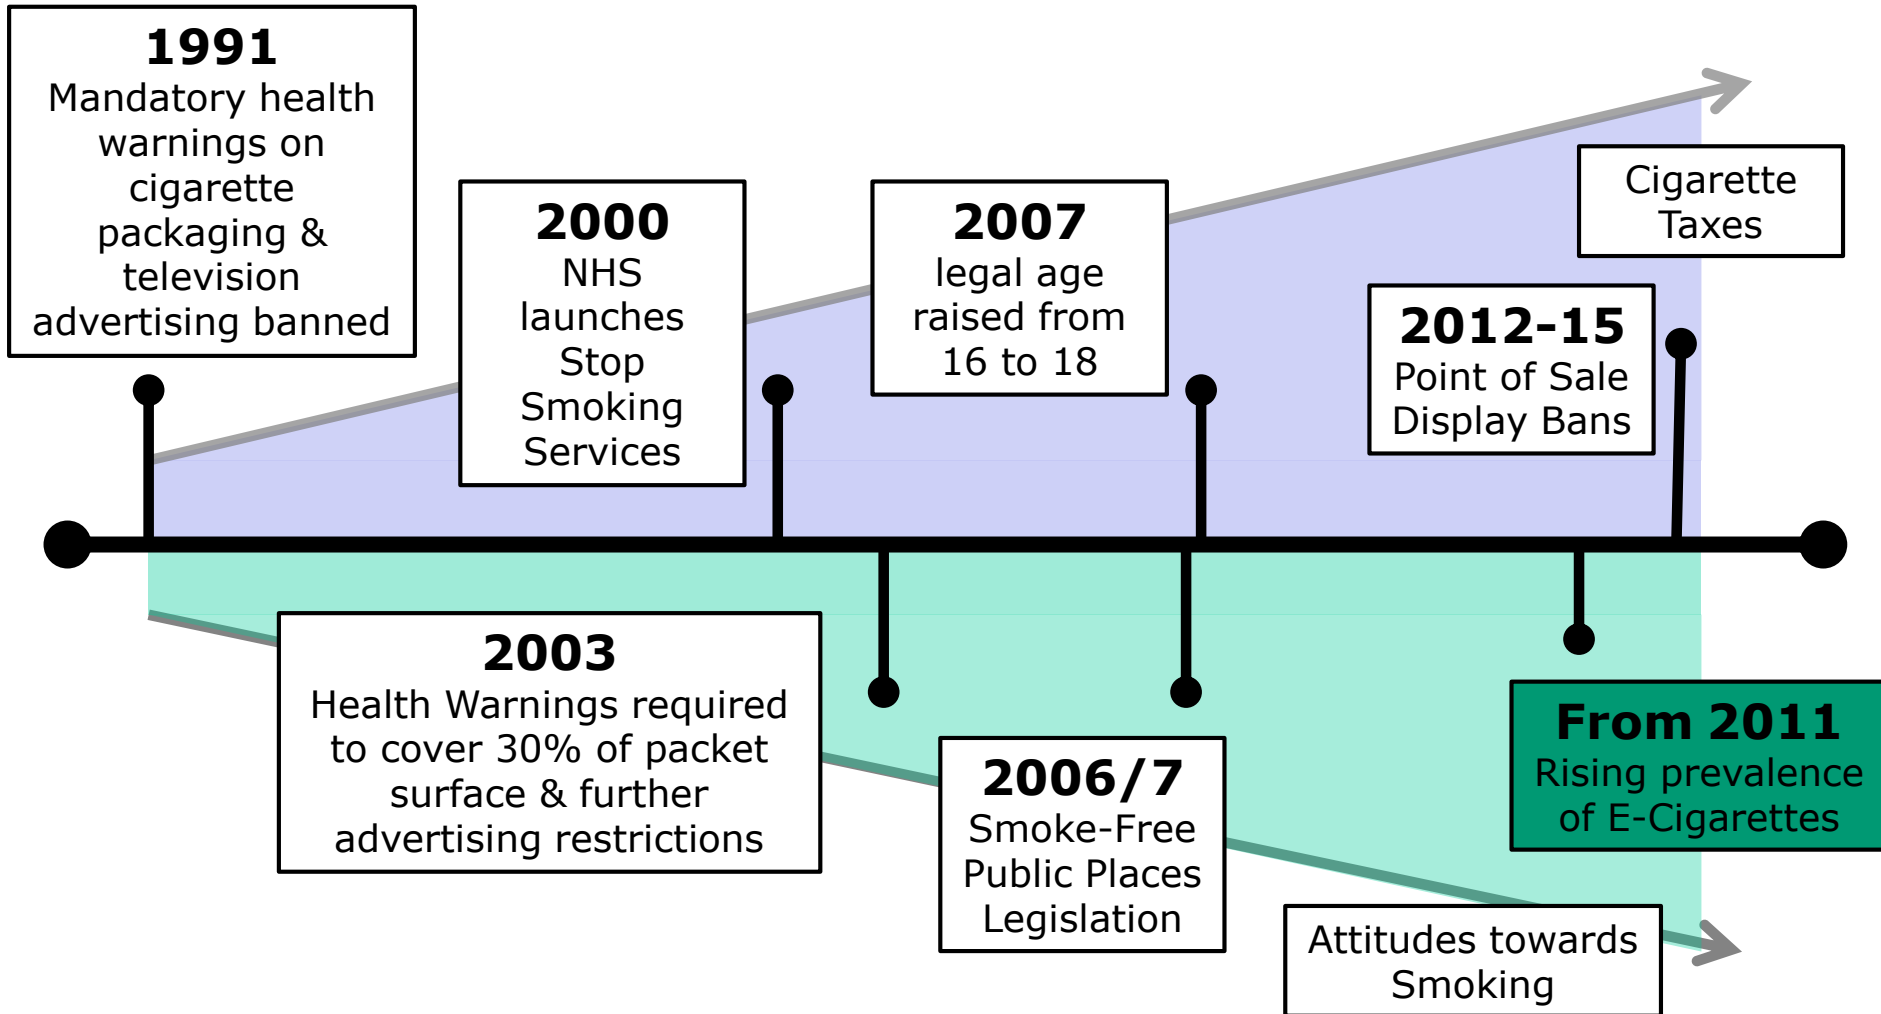 1991
Mandatory health
warnings on
cigarette
packaging &
television
advertising banned
2000
NHS
launches
Stop
Smoking
Services
2007
legal age
raised from
16 to 18
Cigarette
Taxes
2012-15
Point of Sale
Display Bans
2003
Health Warnings required
to cover 30% of packet
surface & further
advertising restrictions
2006/7
Smoke-Free
Public Places
Legislation
From 2011
Rising prevalence
of E-Cigarettes
Attitudes towards
Smoking